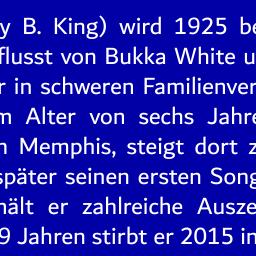 y B. King) wird 1925 be
flusst von Bukka White u
r in schweren Familienver
m Alter von sechs Jahre
n Memphis, steigt dort z
später seinen ersten Song
hält er zahlreiche Ausze
9 Jahren stirbt er 2015 in